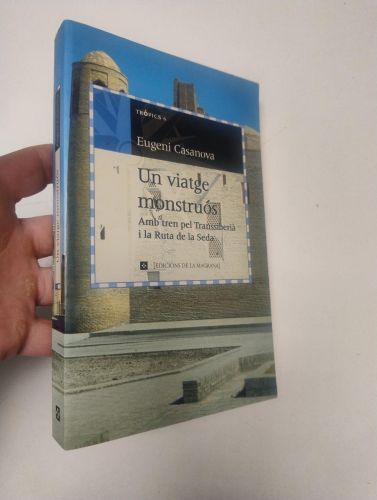 TRÒPICS
Eugeni Casanova
Un viatge
monstruós
Amb tren pel Transsiberià
i la Ruta de la Seda
EDICIONS DE LA MAGRANA